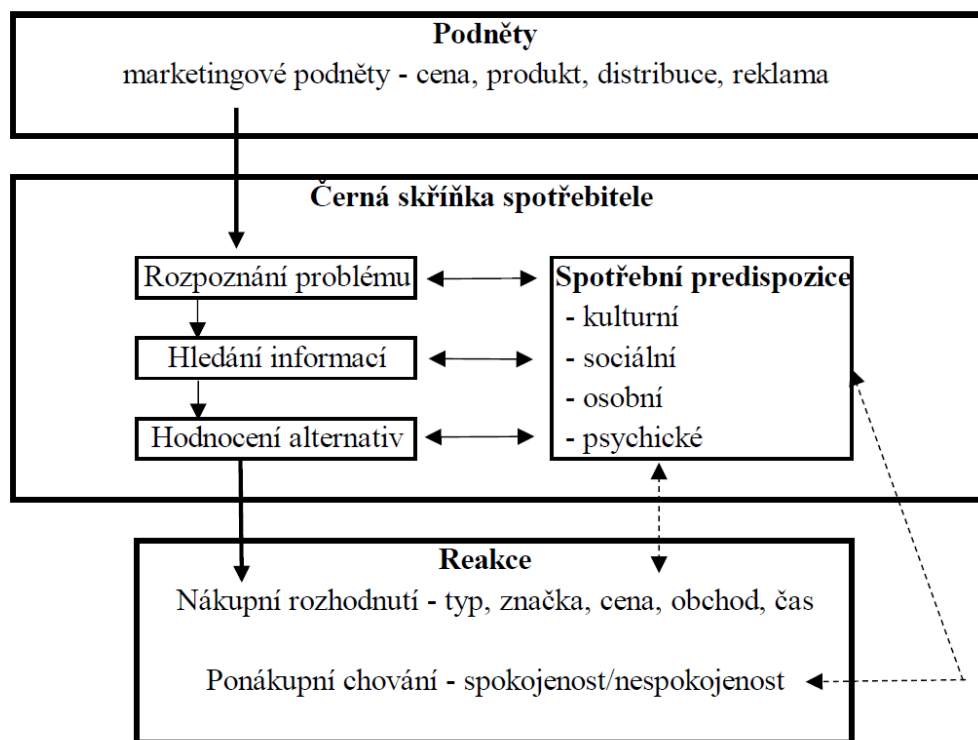 Podněty
marketingové podněty - cena, produkt, distribuce, reklama
Černá skříňka spotřebitele
Rozpoznání problému
Hledání informací
Hodnocení alternativ
Spotřební predispozice
- kulturní
- sociální
- osobní
- psychické
Reakce
Nákupní rozhodnutí - typ, značka, cena, obchod, čas
Ponákupní chování - spokojenost/nespokojenost